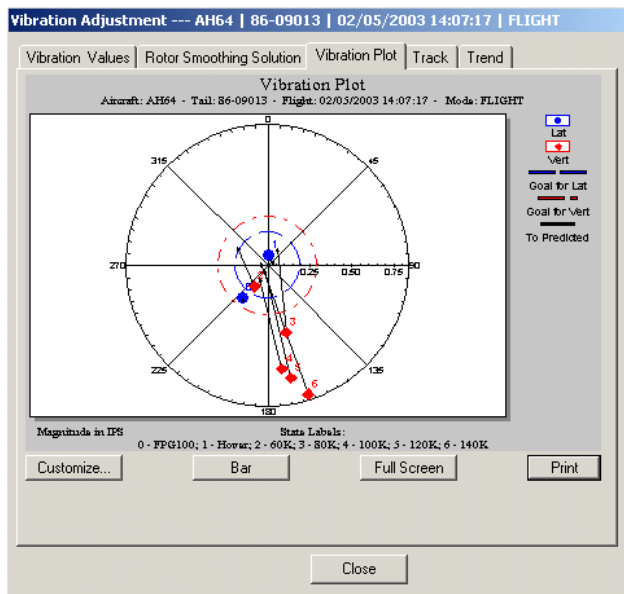 Vibration Adjustment --- AH64 | 86-09013 | 02/05/2003 14:07:17 | FLIGHT
Vibration Values
Rotor Smoothing Solution
Vibration Plot
Track
Trend
Vibration Plot
Aircraft: AH64 - Tail: 86-09013 - Flight: 02/05/2003 14:07:17 - Mode: FLIGHT
0
45
90
135
180
225
270
315
0.25
0.50
0.75
1
3
4
5
6
Lat
Vert
Goal for Lat
Goal for Vert
To Predicted
Magnitude in IPS
State Labels:
0 - FPG100; 1 - Hover; 2 - 60K; 3 - 80K; 4 - 100K; 5 - 120K; 6 - 140K
Customize...
Bar
Full Screen
Print
Close